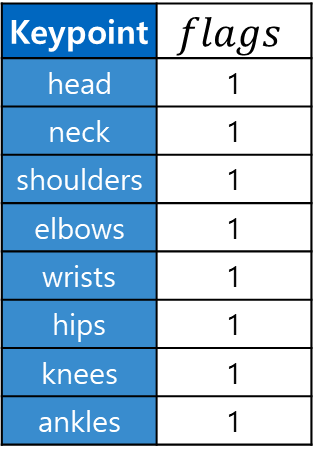 Keypoint flags
head 1
neck 1
shoulders 1
elbows 1
wrists 1
hips 1
knees 1
ankles 1